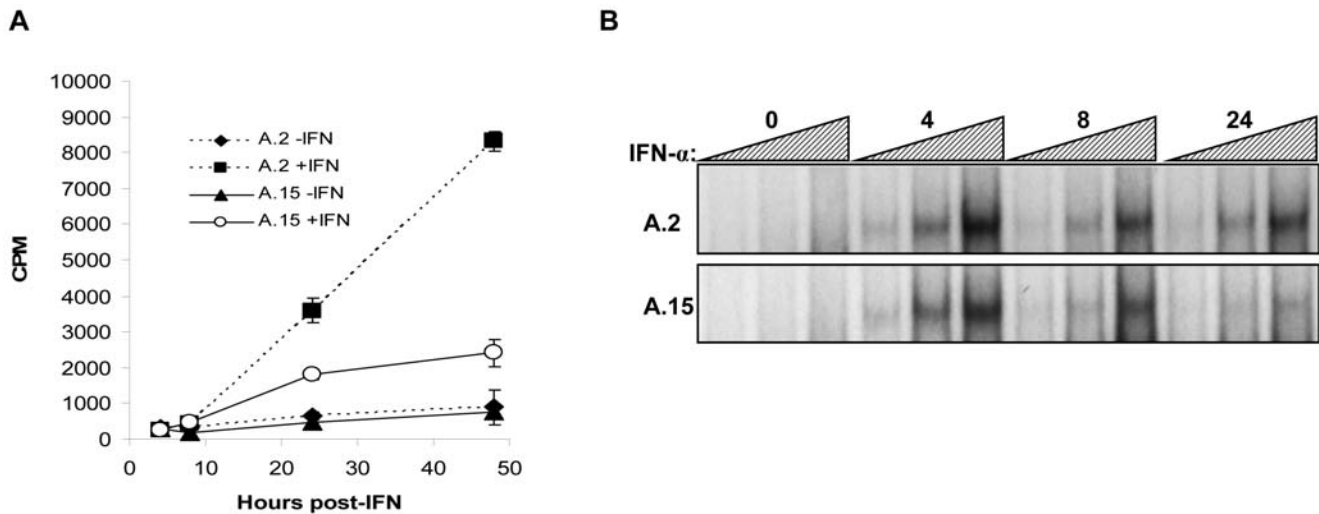 A
10000
9000
8000
7000
6000
5000
4000
3000
2000
1000
0
CPM
A.2 -IFN
A.2 +IFN
A.15 -IFN
A.15 +IFN
0 10 20 30 40 50
Hours post-IFN
B
0 4 8 24
IFN-α:
A.2
A.15